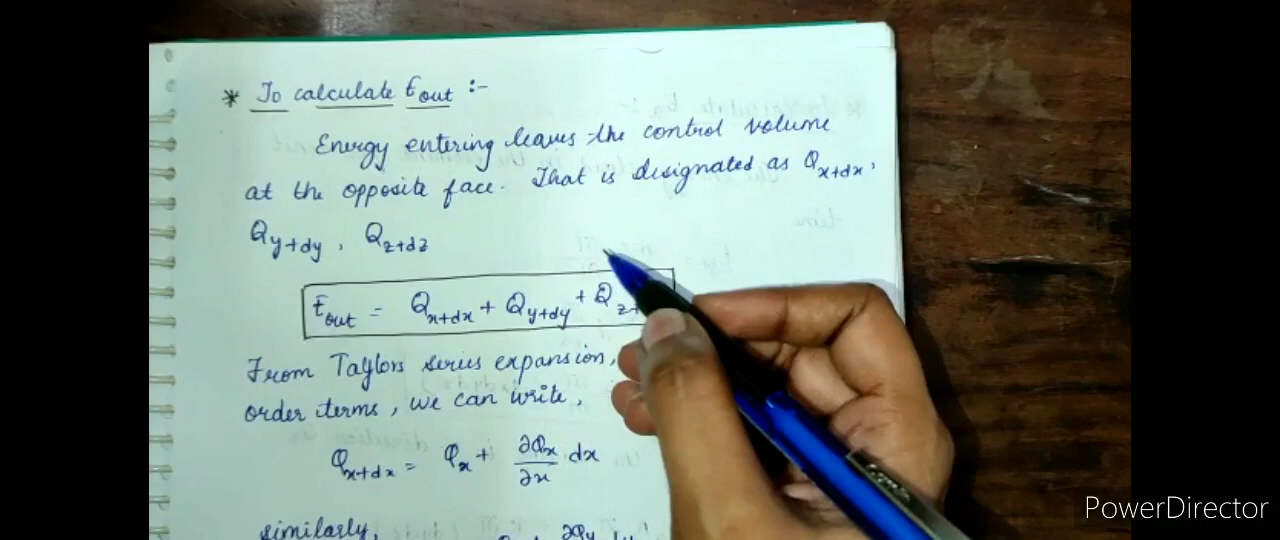 * To calculate Eout :-
Energy entering leaves the control volume
at the opposite face. That is designated as Qx+dx,
Qy+dy, Qz+dz
Eout = Qx+dx + Qy+dy + Qz+
From Taylors series expansion,
order terms, we can write,
Qx+dx = Qx + ∂Qx/∂x dx
similarly,
PowerDirector